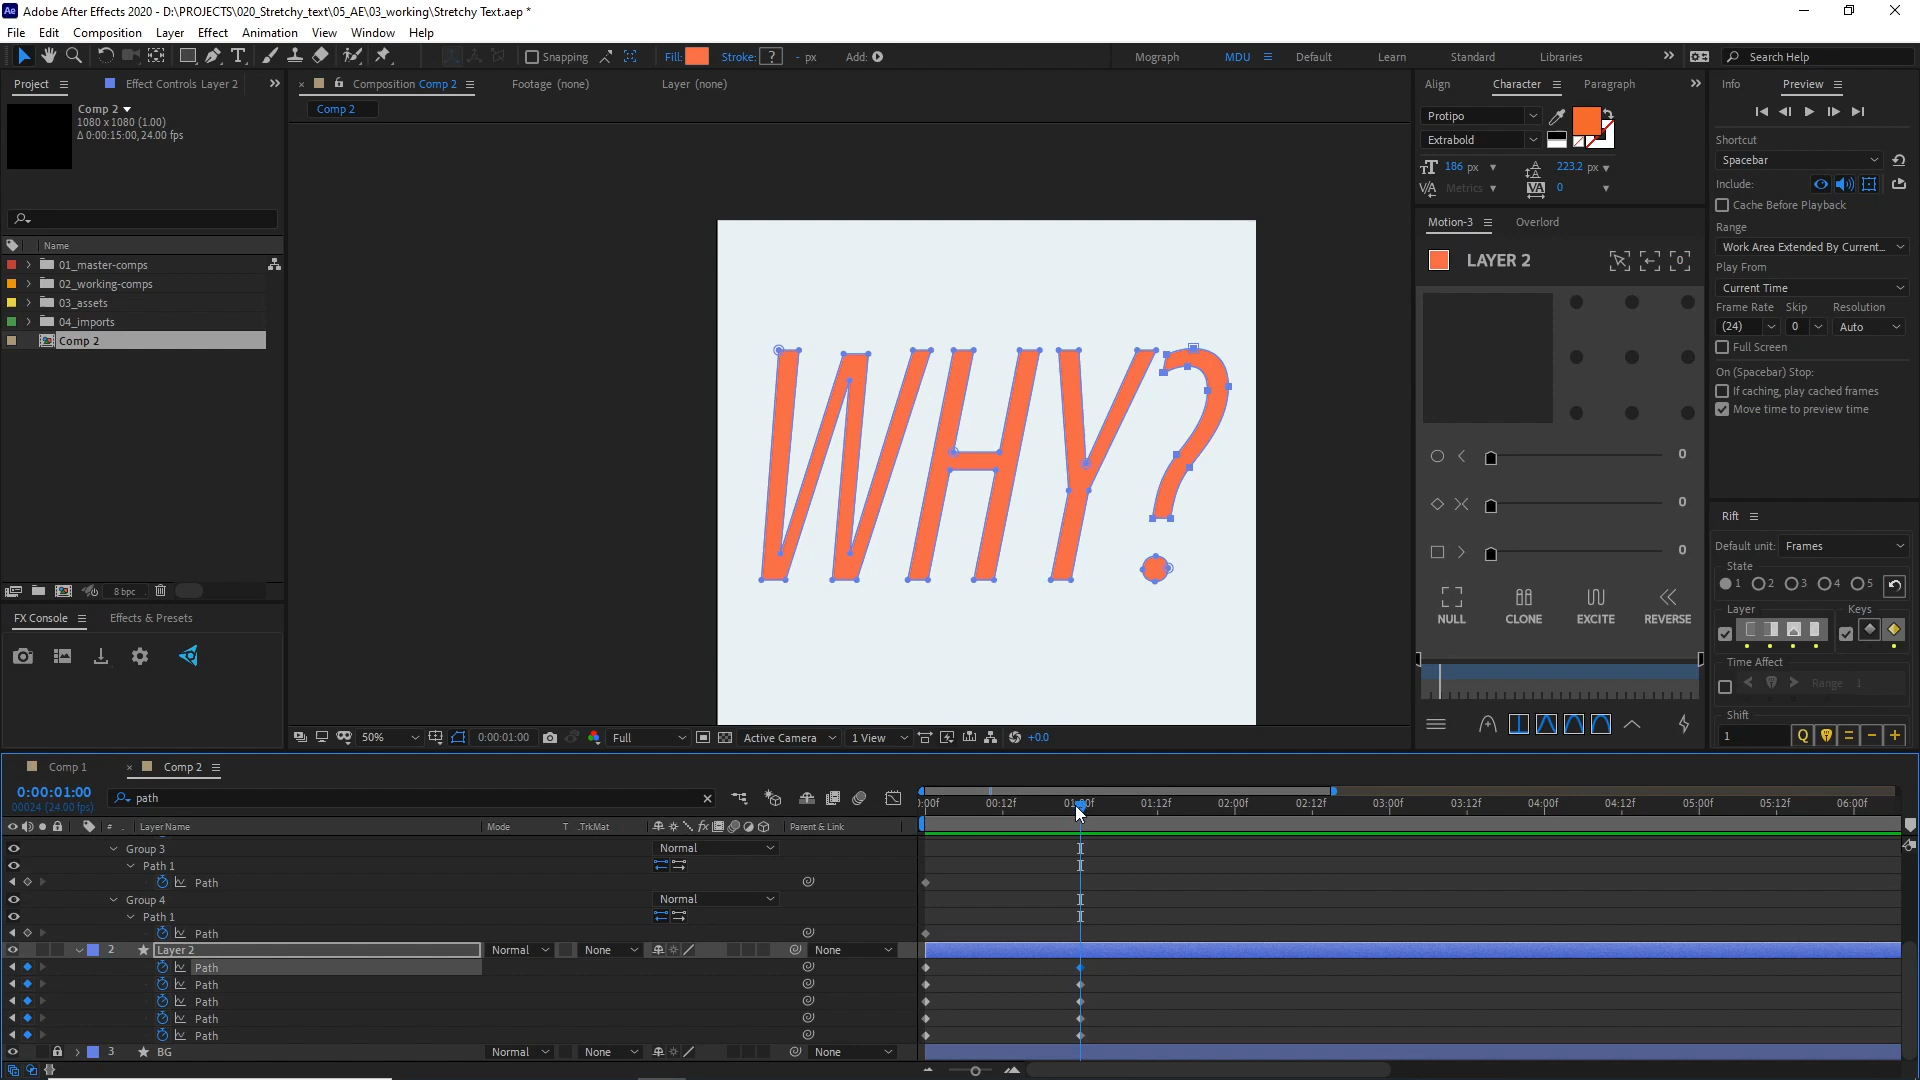 Adobe After Effects 2020 - D:\PROJECTS\020_Stretchy_text\05_AE\03_working\Stretchy Text.aep *
File Edit Composition Layer Effect Animation View Window Help
Snapping Fill: Stroke: ? - px Add: Mograph MDU Default Learn Standard Libraries Search Help
Project Effect Controls Layer 2 Composition Comp 2 Footage (none) Layer (none) Align Character Paragraph Info Preview
Comp 2
1080 x 1080 (1.00)
Δ 0:00:15:00, 24.00 fps
Comp 2
Name
01_master-comps
02_working-comps
03_assets
04_imports
Comp 2
8 bpc
FX Console Effects & Presets
WHY?
50% 0:00:01:00 Full Active Camera 1 View +0.0
Protipo
Extrabold
186 px 223.2 px
Metrics 0
Motion-3 Overlord
LAYER 2
0
0
0
NULL CLONE EXCITE REVERSE
Shortcut
Spacebar
Include:
Cache Before Playback
Range
Work Area Extended By Current...
Play From
Current Time
Frame Rate Skip Resolution
(24) 0 Auto
Full Screen
On (Spacebar) Stop:
If caching, play cached frames
Move time to preview time
Rift
Default unit: Frames
State
1 2 3 4 5
Layer Keys
Time Affect
Range 1
Shift
1 Q
Comp 1 Comp 2
0:00:01:00
00024 (24.00 fps)
path
):00f 00:12f 01:00f 01:12f 02:00f 02:12f 03:00f 03:12f 04:00f 04:12f 05:00f 05:12f 06:00f
# Layer Name Mode T .TrkMat Parent & Link
Group 3 Normal
Path 1
Path
Group 4 Normal
Path 1
Path
2 Layer 2 Normal None None
Path
Path
Path
Path
Path
3 BG Normal None None